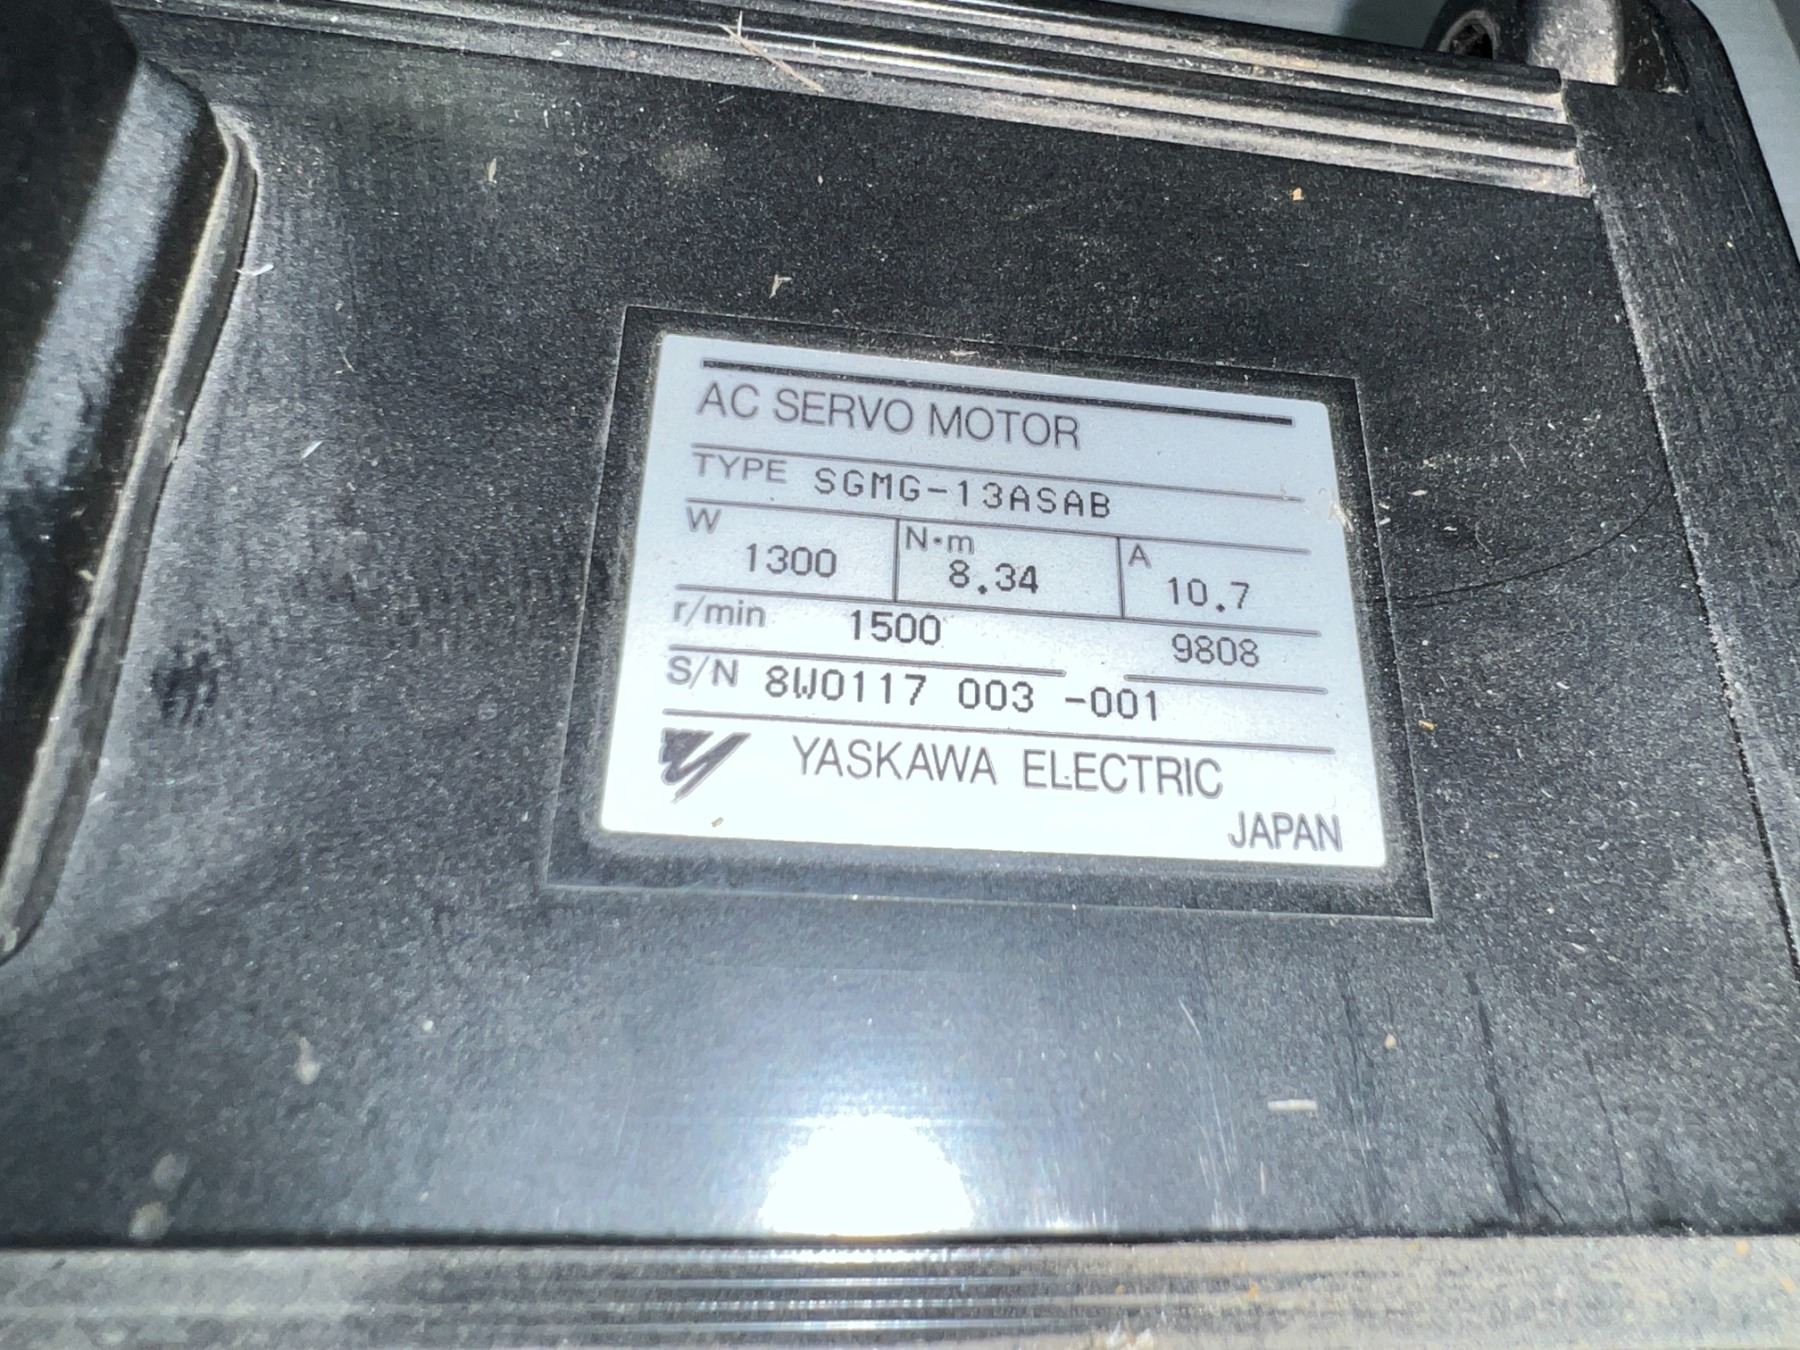 AC SERVO MOTOR
TYPE SGMG-13ASAB
W 1300 N·m 8.34 A 10.7
r/min 1500 9808
S/N 8W0117 003 -001
YASKAWA ELECTRIC
JAPAN